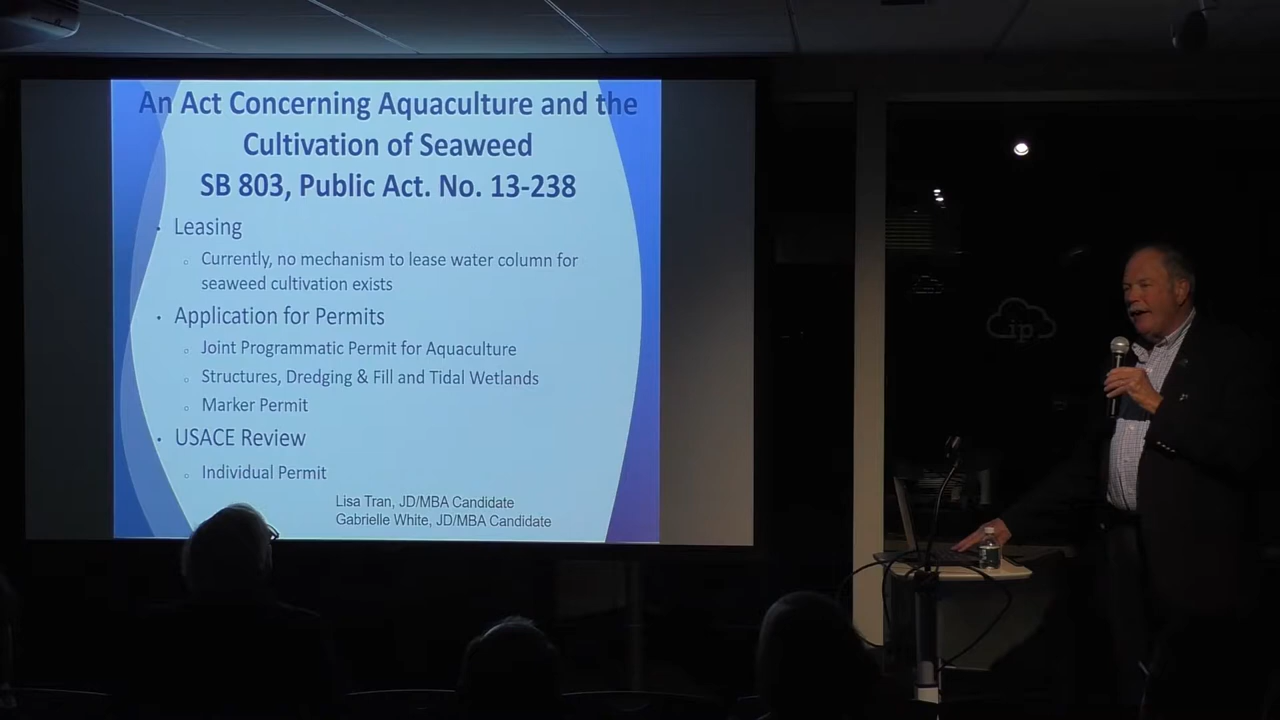 An Act Concerning Aquaculture and the
Cultivation of Seaweed
SB 803, Public Act. No. 13-238
• Leasing
○ Currently, no mechanism to lease water column for
seaweed cultivation exists
• Application for Permits
○ Joint Programmatic Permit for Aquaculture
○ Structures, Dredging & Fill and Tidal Wetlands
○ Marker Permit
• USACE Review
○ Individual Permit
Lisa Tran, JD/MBA Candidate
Gabrielle White, JD/MBA Candidate
ip